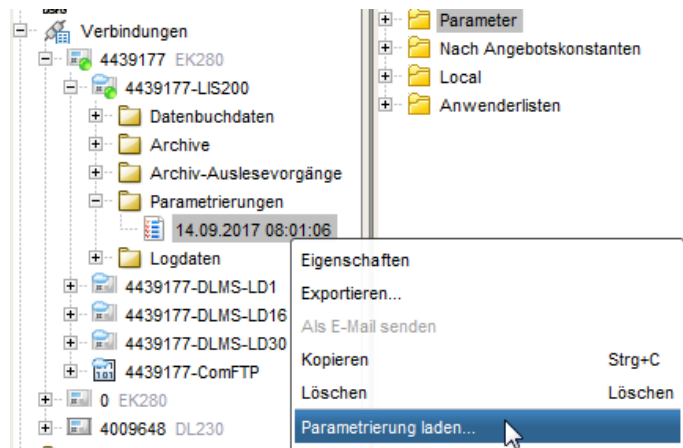 Verbindungen
4439177 EK280
4439177-LIS200
Datenbuchdaten
Archive
Archiv-Auslesevorgänge
Parametrierungen
14.09.2017 08:01:06
Logdaten
4439177-DLMS-LD1
4439177-DLMS-LD16
4439177-DLMS-LD30
4439177-ComFTP
0 EK280
4009648 DL230
Parameter
Nach Angebotskonstanten
Local
Anwenderlisten
Eigenschaften
Exportieren...
Als E-Mail senden
Kopieren Strg+C
Löschen Löschen
Parametrierung laden...